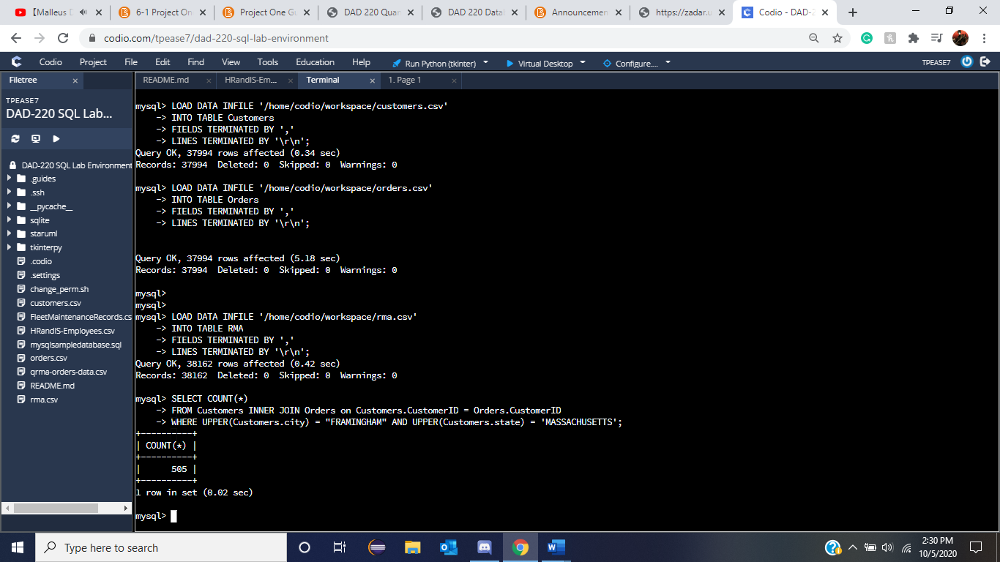 【Malleus D
6-1 Project On
Project One Gu
DAD 220 Quan
DAD 220 Datal
Announcemen
https://zadar.u
Codio - DAD-2
codio.com/tpease7/dad-220-sql-lab-environment
Codio Project File Edit Find View Tools Education Help Run Python (tkinter) Virtual Desktop Configure.... TPEASE7
Filetree
README.md HRandIS-Em... Terminal 1. Page 1
TPEASE7
DAD-220 SQL Lab...
DAD-220 SQL Lab Environment
.guides
.ssh
__pycache__
sqlite
staruml
tkinterpy
.codio
.settings
change_perm.sh
customers.csv
FleetMaintenanceRecords.cs
HRandIS-Employees.csv
mysqlsampledatabase.sql
orders.csv
qrma-orders-data.csv
README.md
rma.csv
mysql> LOAD DATA INFILE '/home/codio/workspace/customers.csv'
-> INTO TABLE Customers
-> FIELDS TERMINATED BY ','
-> LINES TERMINATED BY '\r\n';
Query OK, 37994 rows affected (0.34 sec)
Records: 37994  Deleted: 0  Skipped: 0  Warnings: 0
mysql> LOAD DATA INFILE '/home/codio/workspace/orders.csv'
-> INTO TABLE Orders
-> FIELDS TERMINATED BY ','
-> LINES TERMINATED BY '\r\n';
Query OK, 37994 rows affected (5.18 sec)
Records: 37994  Deleted: 0  Skipped: 0  Warnings: 0
mysql>
mysql>
mysql> LOAD DATA INFILE '/home/codio/workspace/rma.csv'
-> INTO TABLE RMA
-> FIELDS TERMINATED BY ','
-> LINES TERMINATED BY '\r\n';
Query OK, 38162 rows affected (0.42 sec)
Records: 38162  Deleted: 0  Skipped: 0  Warnings: 0
mysql> SELECT COUNT(*)
-> FROM Customers INNER JOIN Orders on Customers.CustomerID = Orders.CustomerID
-> WHERE UPPER(Customers.city) = "FRAMINGHAM" AND UPPER(Customers.state) = 'MASSACHUSETTS';
+----------+
| COUNT(*) |
+----------+
|      505 |
+----------+
1 row in set (0.02 sec)
mysql>
Type here to search
2:30 PM
10/5/2020